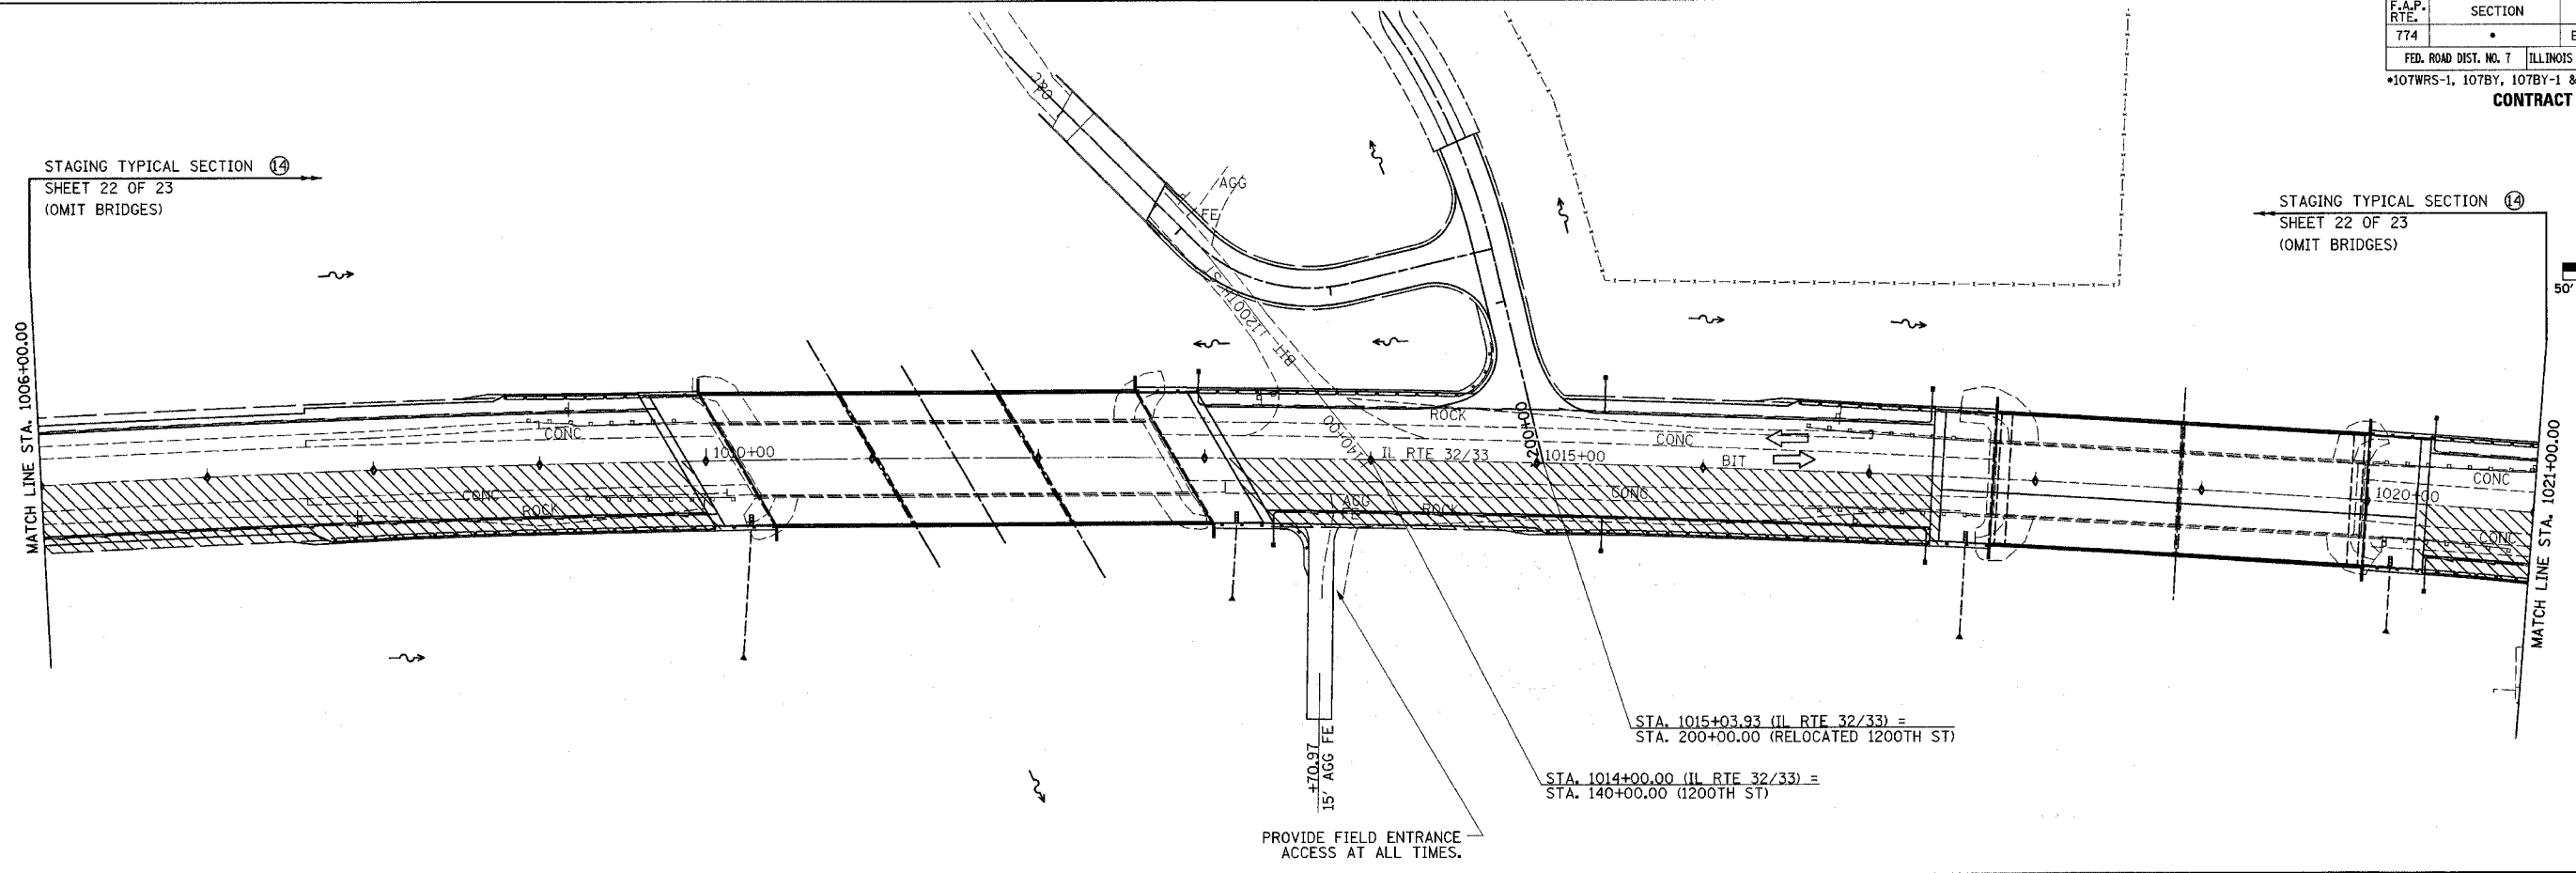 F.A.P.
RTE.
SECTION
774
•
FED. ROAD DIST. NO. 7
ILLINOIS
*107WRS-1, 107BY, 107BY-1 &
CONTRACT
STAGING TYPICAL SECTION 14
SHEET 22 OF 23
(OMIT BRIDGES)
STAGING TYPICAL SECTION 14
SHEET 22 OF 23
(OMIT BRIDGES)
50'
O&C
AGG
FE
1200TH ST
BIT
MATCH LINE STA. 1006+00.00
MATCH LINE STA. 1021+00.00
CONC
1010+00
CONC
ROCK
140+00
200+00
ROCK
IL RTE 32/33
1015+00
CONC
BIT
CONC
AGG
FE
ROCK
1020+00
CONC
CONC
STA. 1015+03.93 (IL RTE 32/33) =
STA. 200+00.00 (RELOCATED 1200TH ST)
STA. 1014+00.00 (IL RTE 32/33) =
STA. 140+00.00 (1200TH ST)
+70.97
15' AGG FE
PROVIDE FIELD ENTRANCE
ACCESS AT ALL TIMES.